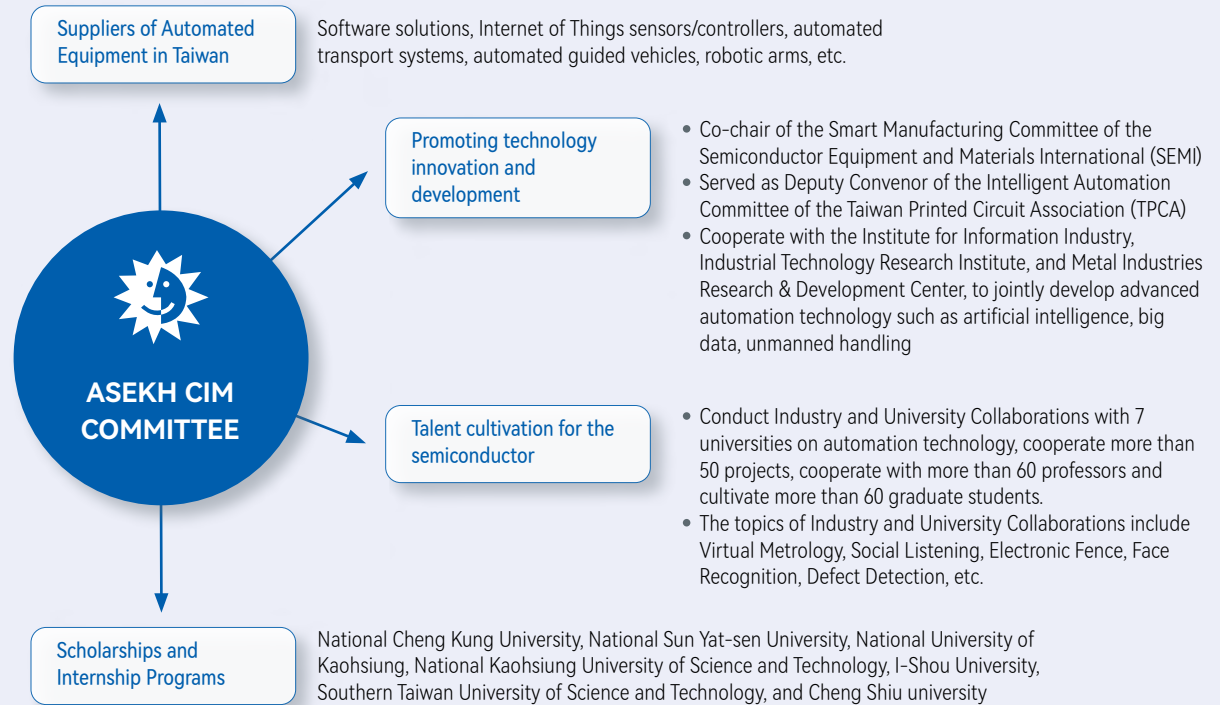 Suppliers of Automated
Equipment in Taiwan
Software solutions, Internet of Things sensors/controllers, automated
transport systems, automated guided vehicles, robotic arms, etc.
Promoting technology
innovation and
development
• Co-chair of the Smart Manufacturing Committee of the
Semiconductor Equipment and Materials International (SEMI)
• Served as Deputy Convenor of the Intelligent Automation
Committee of the Taiwan Printed Circuit Association (TPCA)
• Cooperate with the Institute for Information Industry,
Industrial Technology Research Institute, and Metal Industries
Research & Development Center, to jointly develop advanced
automation technology such as artificial intelligence, big
data, unmanned handling
ASEKH CIM
COMMITTEE
Talent cultivation for the
semiconductor
• Conduct Industry and University Collaborations with 7
universities on automation technology, cooperate more than
50 projects, cooperate with more than 60 professors and
cultivate more than 60 graduate students.
• The topics of Industry and University Collaborations include
Virtual Metrology, Social Listening, Electronic Fence, Face
Recognition, Defect Detection, etc.
Scholarships and
Internship Programs
National Cheng Kung University, National Sun Yat-sen University, National University of
Kaohsiung, National Kaohsiung University of Science and Technology, I-Shou University,
Southern Taiwan University of Science and Technology, and Cheng Shiu university